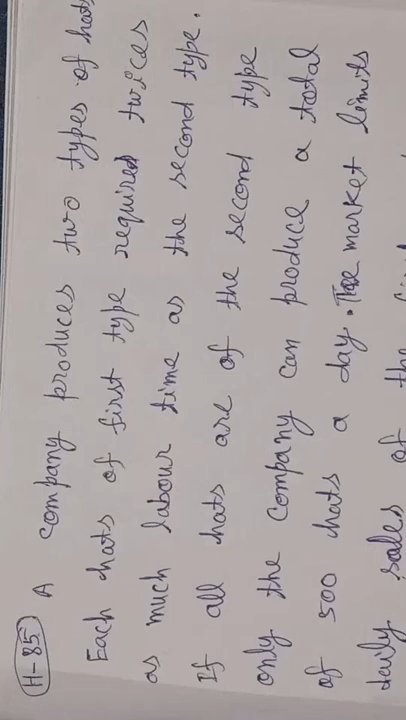 H-85 A company produces two types of hats
Each hats of first type required twices
as much labour time as the second type.
If all hats are of the second type
only the company can produce a total
of 500 hats a day. The market limits
daily sales of the